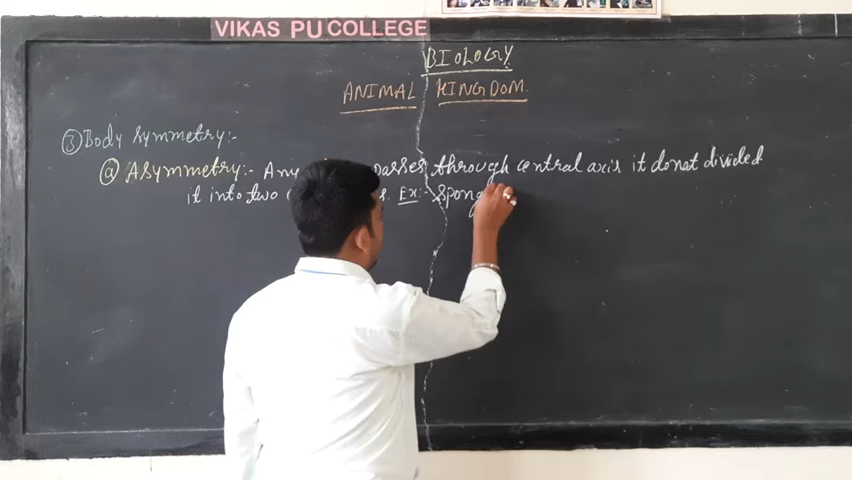 VIKAS PU COLLEGE
BIOLOGY
ANIMAL KINGDOM
③ Body symmetry:-
ⓐ Asymmetry:- Any passes through central axis it donot divided
it into two Ex:- Spong